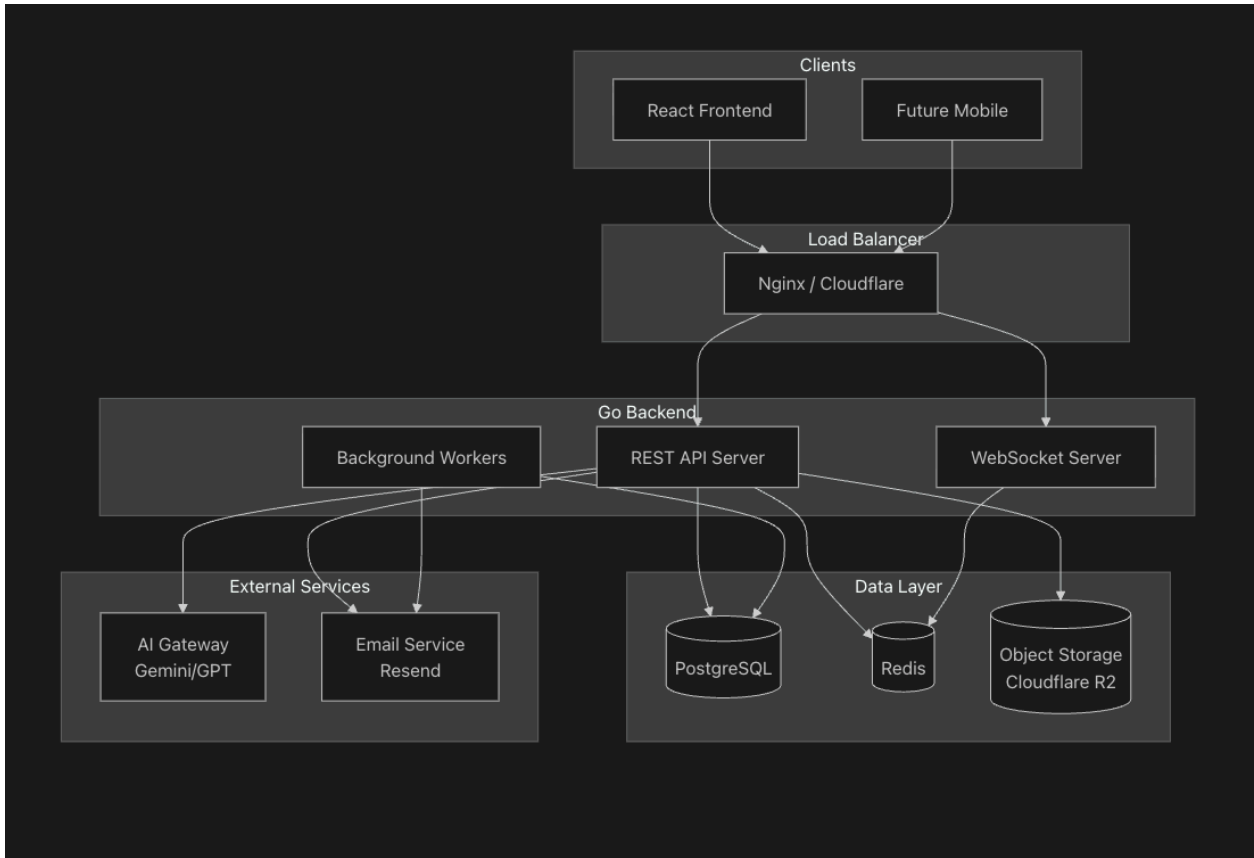 Clients
React Frontend
Future Mobile
Load Balancer
Nginx / Cloudflare
Go Backend
Background Workers
REST API Server
WebSocket Server
External Services
AI Gateway
Gemini/GPT
Email Service
Resend
Data Layer
PostgreSQL
Redis
Object Storage
Cloudflare R2